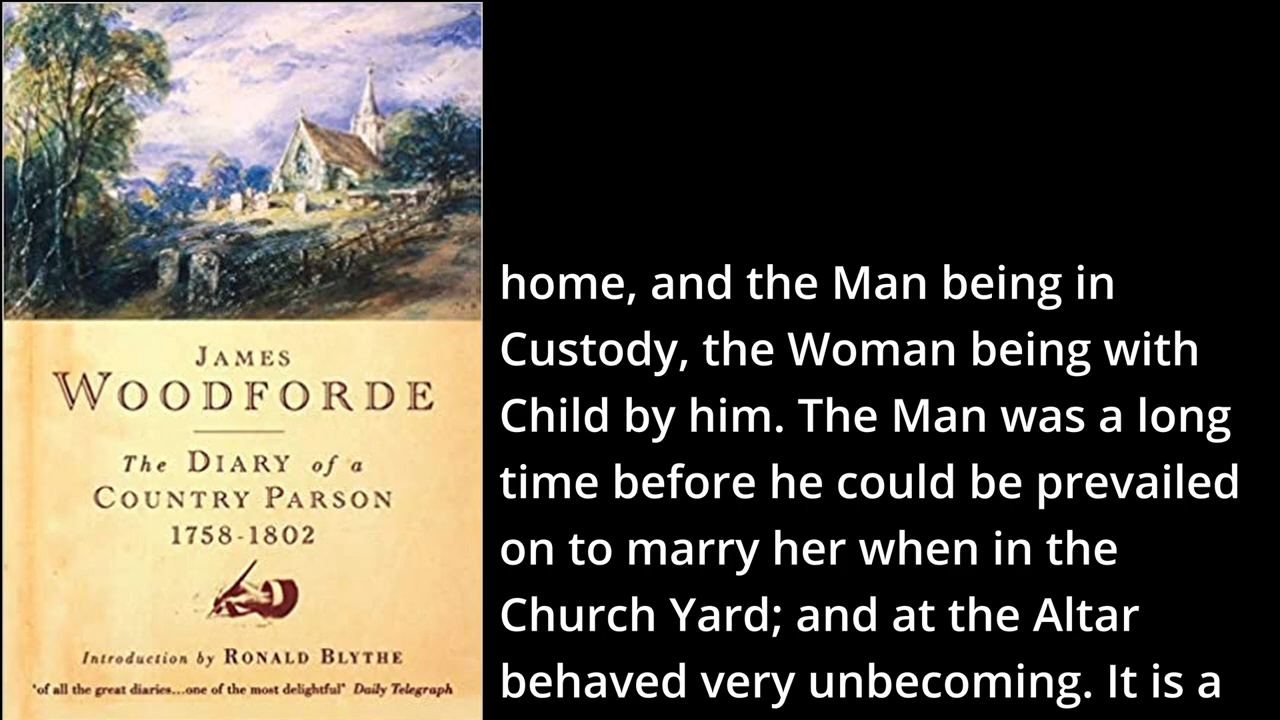 JAMES
WOODFORDE
The DIARY of a
COUNTRY PARSON
1758-1802
Introduction by RONALD BLYTHE
'of all the great diaries...one of the most delightful' Daily Telegraph
home, and the Man being in
Custody, the Woman being with
Child by him. The Man was a long
time before he could be prevailed
on to marry her when in the
Church Yard; and at the Altar
behaved very unbecoming. It is a